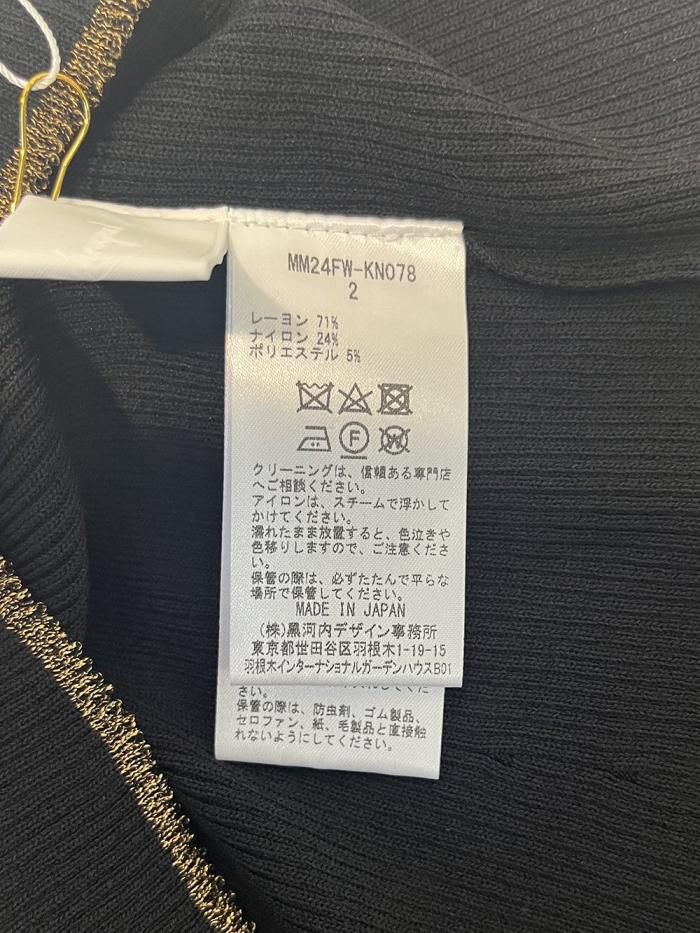 MM24FW-KN078
2
レーヨン 71%
ナイロン 24%
ポリエステル 5%
F
W
クリーニングは、信頼ある専門店
へご相談ください。
アイロンは、スチームで浮かして
かけてください。
濡れたまま放置すると、色泣きや
色移りしますので、ご注意くださ
い。
保管の際は、必ずたたんで平らな
場所で保管してください。
MADE IN JAPAN
(株)黒河内デザイン事務所
東京都世田谷区羽根木1-19-15
羽根木インターナショナルガーデンハウスB01
さい。
保管の際は、防虫剤、ゴム製品、
セロファン、紙、毛製品と直接触
れないようにしてください。